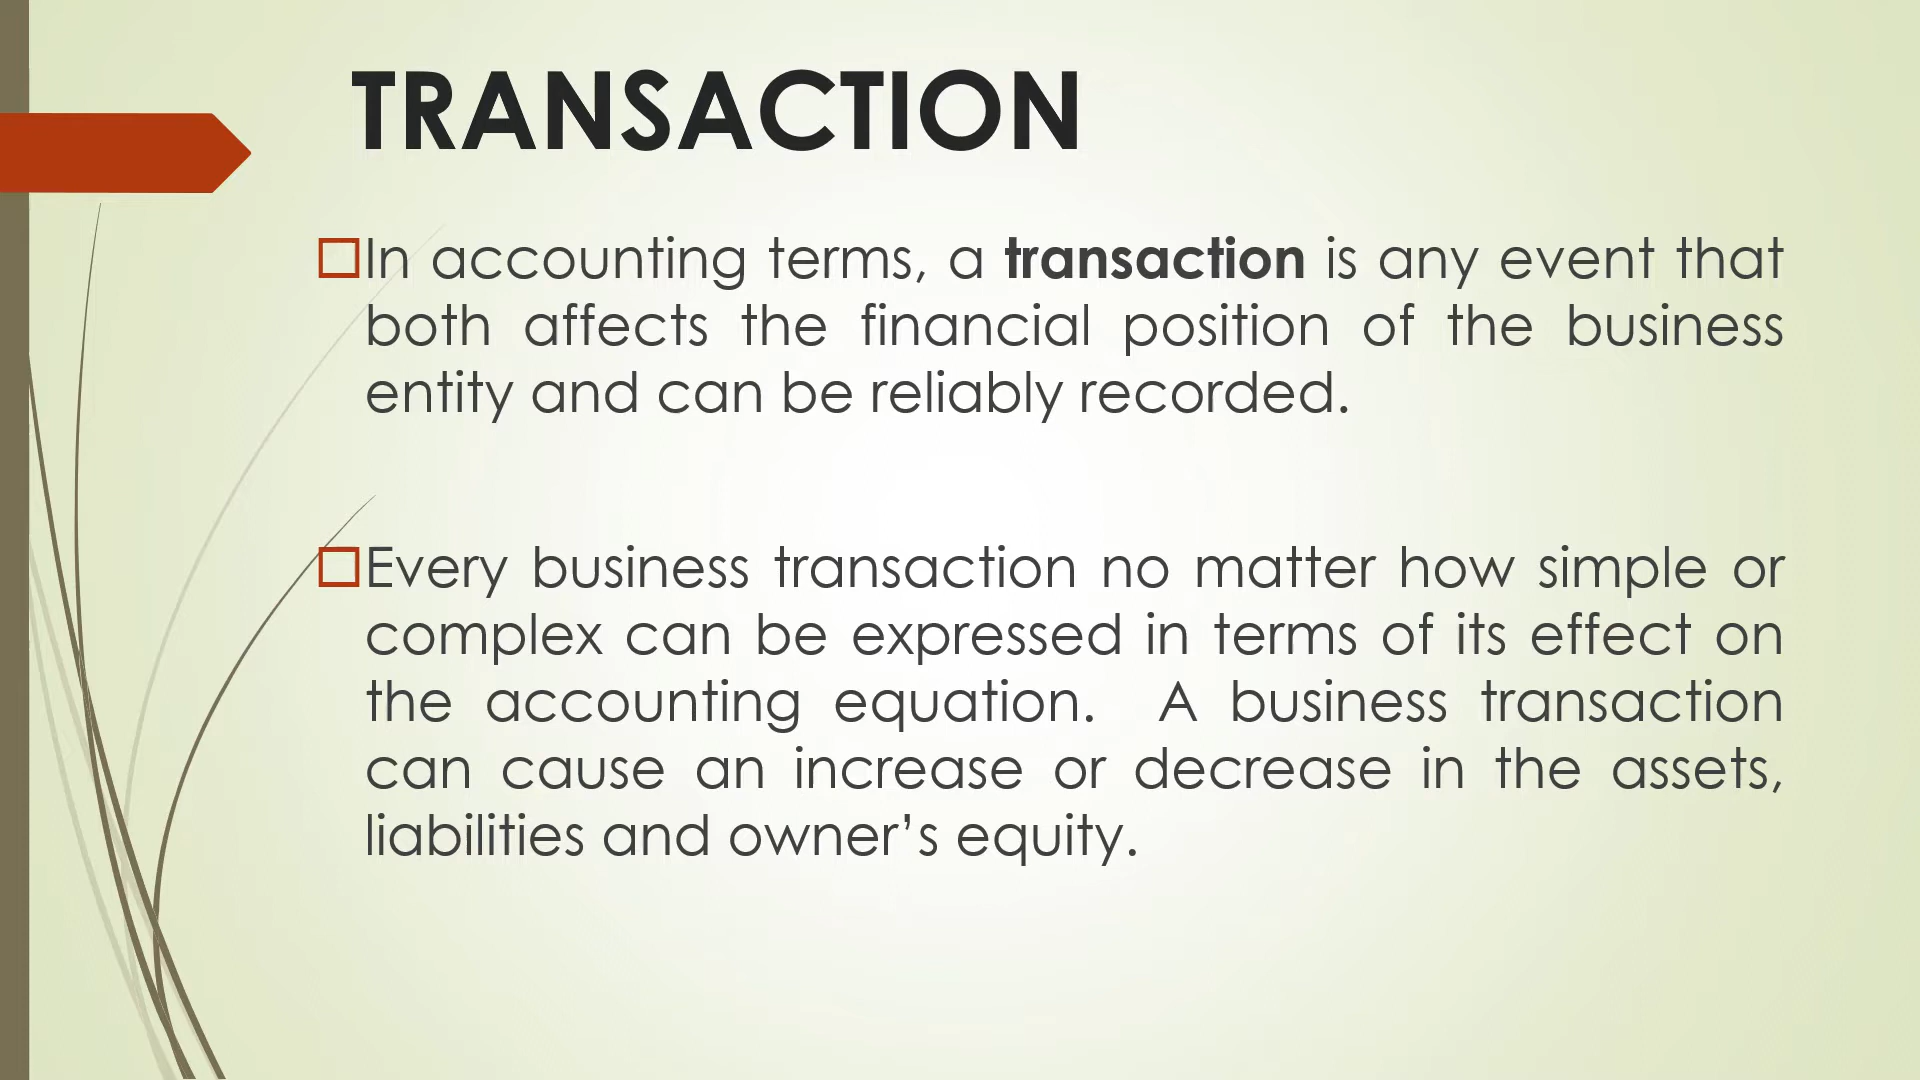 TRANSACTION
In accounting terms, a transaction is any event that
both affects the financial position of the business
entity and can be reliably recorded.
Every business transaction no matter how simple or
complex can be expressed in terms of its effect on
the accounting equation. A business transaction
can cause an increase or decrease in the assets,
liabilities and owner’s equity.